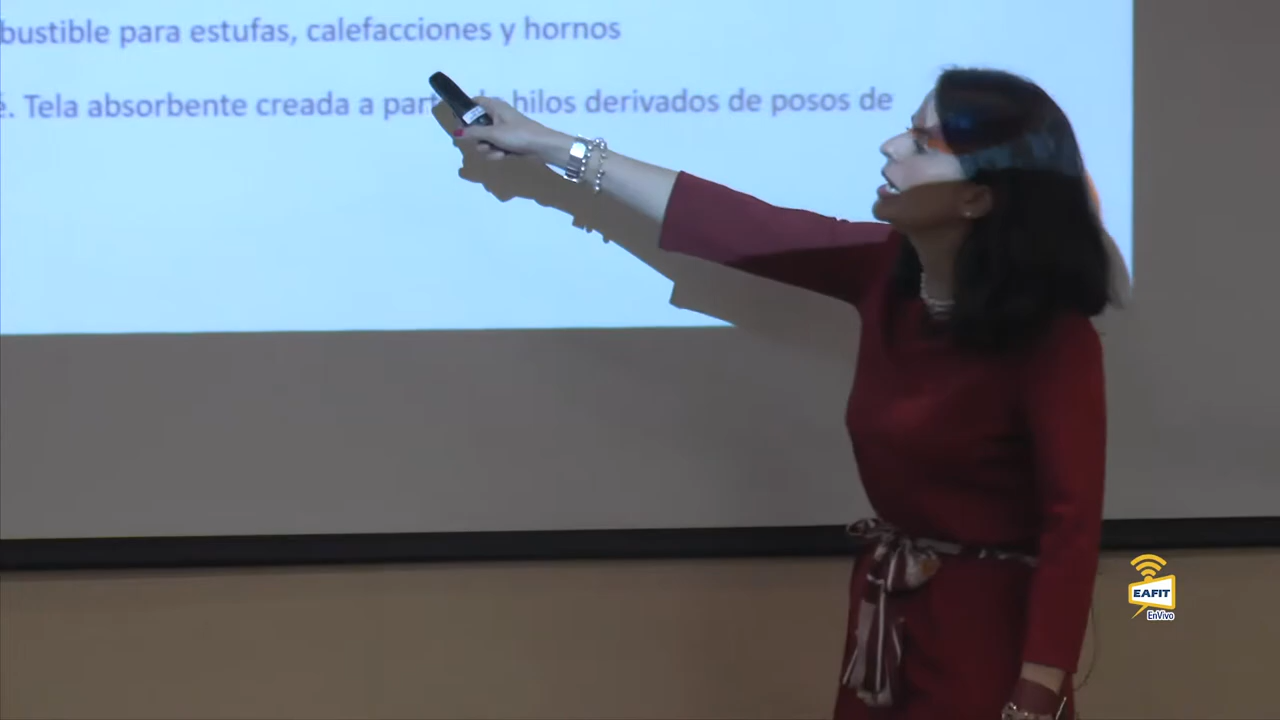 bustible para estufas, calefacciones y hornos
é. Tela absorbente creada a part hilos derivados de posos de
EAFIT
EnVivo